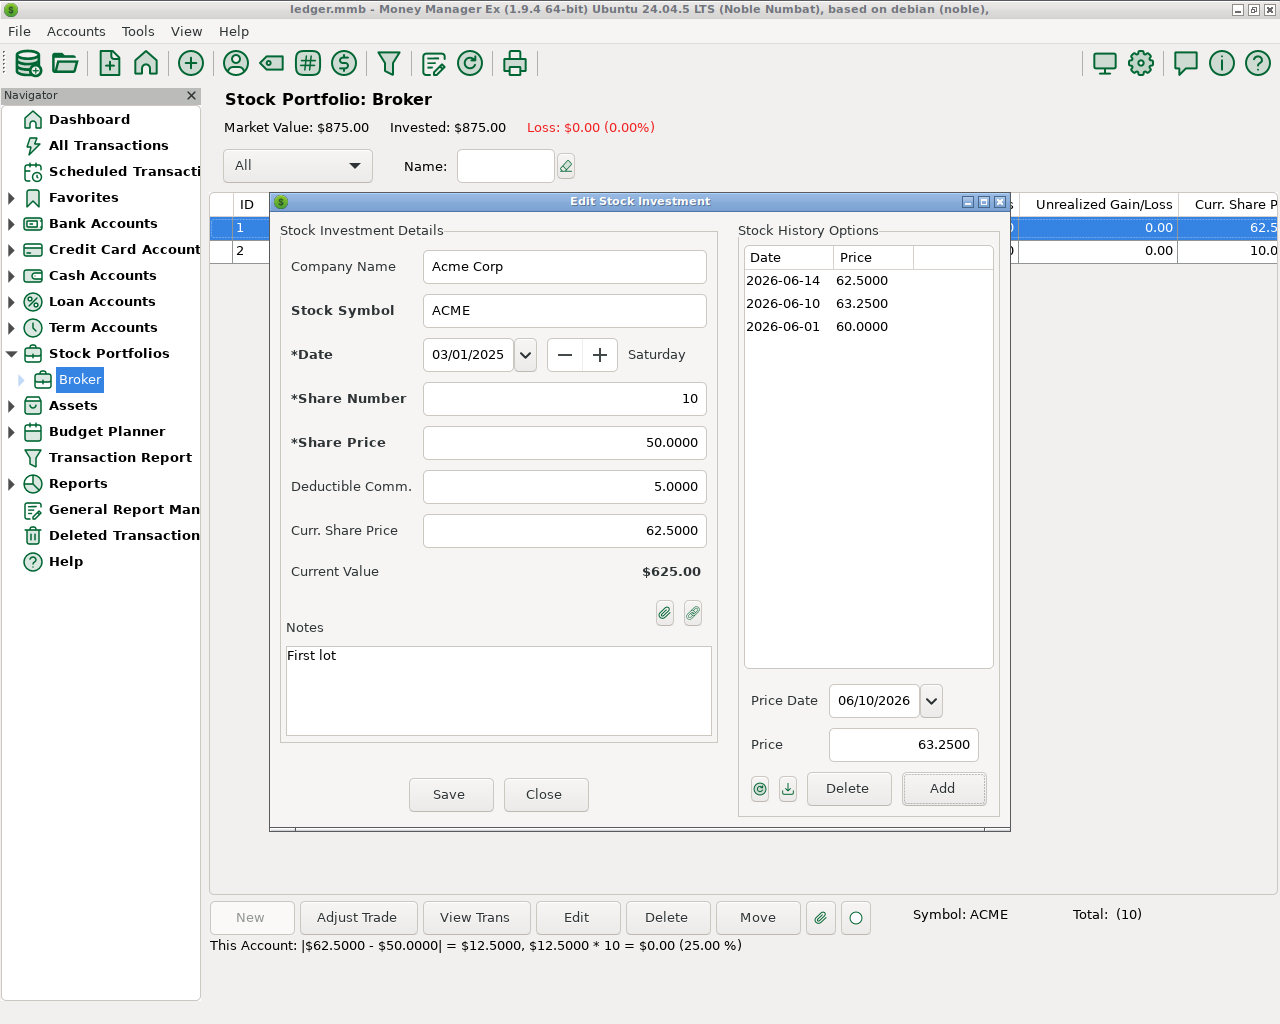 ledger.mmb - Money Manager Ex (1.9.4 64-bit) Ubuntu 24.04.5 LTS (Noble Numbat), based on debian (noble),
File Accounts Tools View Help
Navigator
Dashboard
All Transactions
Scheduled Transacti
Favorites
Bank Accounts
Credit Card Account
Cash Accounts
Loan Accounts
Term Accounts
Stock Portfolios
Broker
Assets
Budget Planner
Transaction Report
Reports
General Report Man
Deleted Transaction
Help
Stock Portfolio: Broker
Market Value: $875.00 Invested: $875.00 Loss: $0.00 (0.00%)
All Name:
ID Unrealized Gain/Loss Curr. Share P
1 0.00 62.5
2 0.00 10.0
Edit Stock Investment
Stock Investment Details
Company Name Acme Corp
Stock Symbol ACME
*Date 03/01/2025 Saturday
*Share Number 10
*Share Price 50.0000
Deductible Comm. 5.0000
Curr. Share Price 62.5000
Current Value $625.00
Notes
First lot
Save Close
Stock History Options
Date Price
2026-06-14 62.5000
2026-06-10 63.2500
2026-06-01 60.0000
Price Date 06/10/2026
Price 63.2500
Delete Add
New Adjust Trade View Trans Edit Delete Move Symbol: ACME Total: (10)
This Account: |$62.5000 - $50.0000| = $12.5000, $12.5000 * 10 = $0.00 (25.00 %)